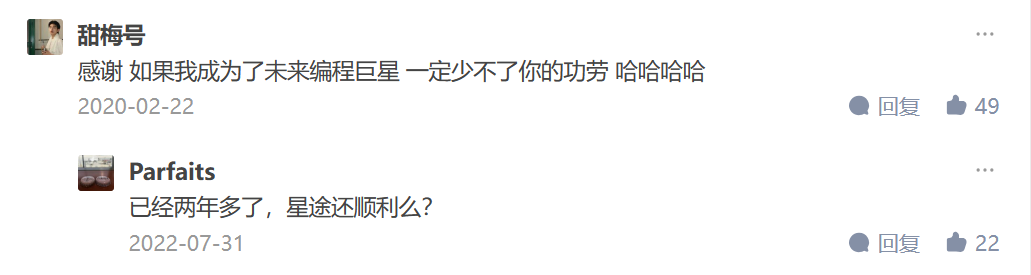 甜梅号
感谢 如果我成为了未来编程巨星 一定少不了你的功劳 哈哈哈哈
2020-02-22 回复 49
Parfaits
已经两年多了，星途还顺利么？
2022-07-31 回复 22